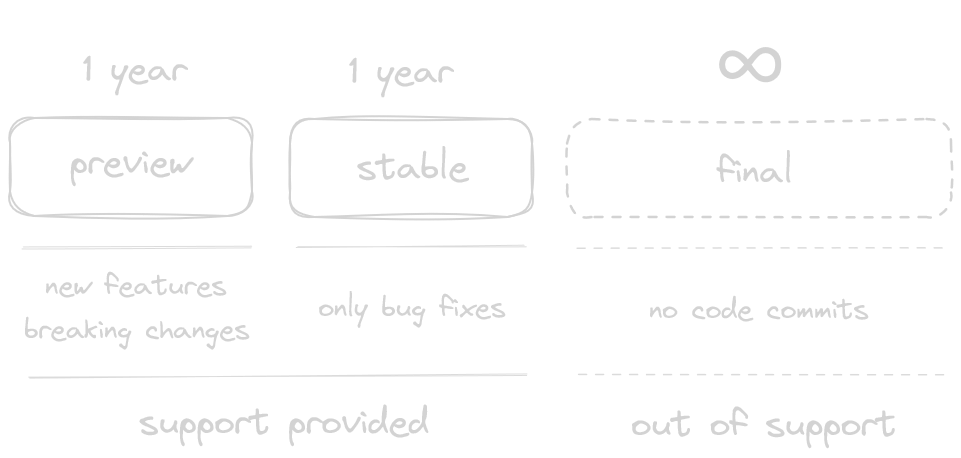 1 year
1 year
∞
preview
stable
final
new features
breaking changes
only bug fixes
no code commits
support provided
out of support